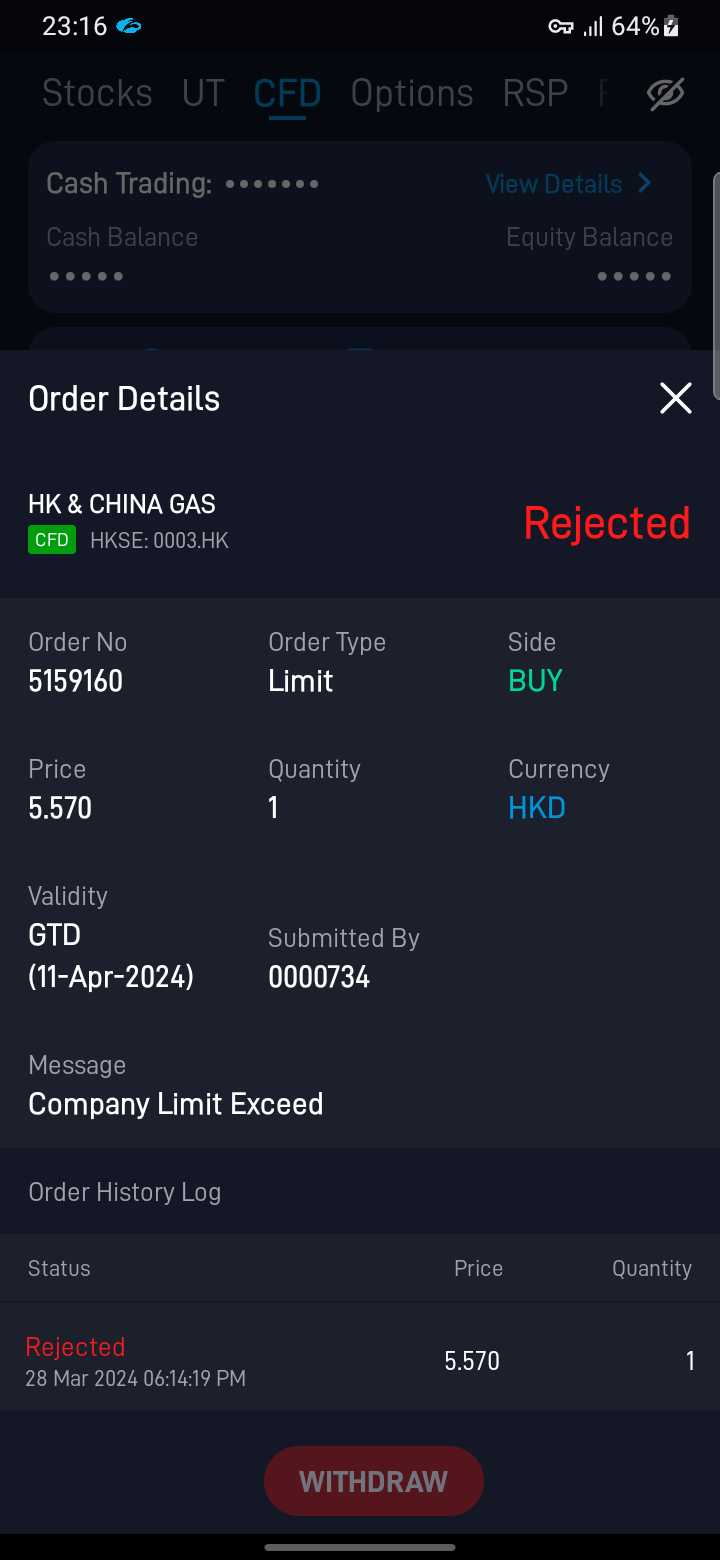 23:16 64%
Stocks UT CFD Options RSP
Cash Trading: ••••••• View Details
Cash Balance Equity Balance
••••• •••••
Order Details
HK & CHINA GAS
Rejected
CFD HKSE: 0003.HK
Order No Order Type Side
5159160 Limit BUY
Price Quantity Currency
5.570 1 HKD
Validity
GTD
(11-Apr-2024)
Submitted By
0000734
Message
Company Limit Exceed
Order History Log
Status Price Quantity
Rejected 5.570 1
28 Mar 2024 06:14:19 PM
WITHDRAW